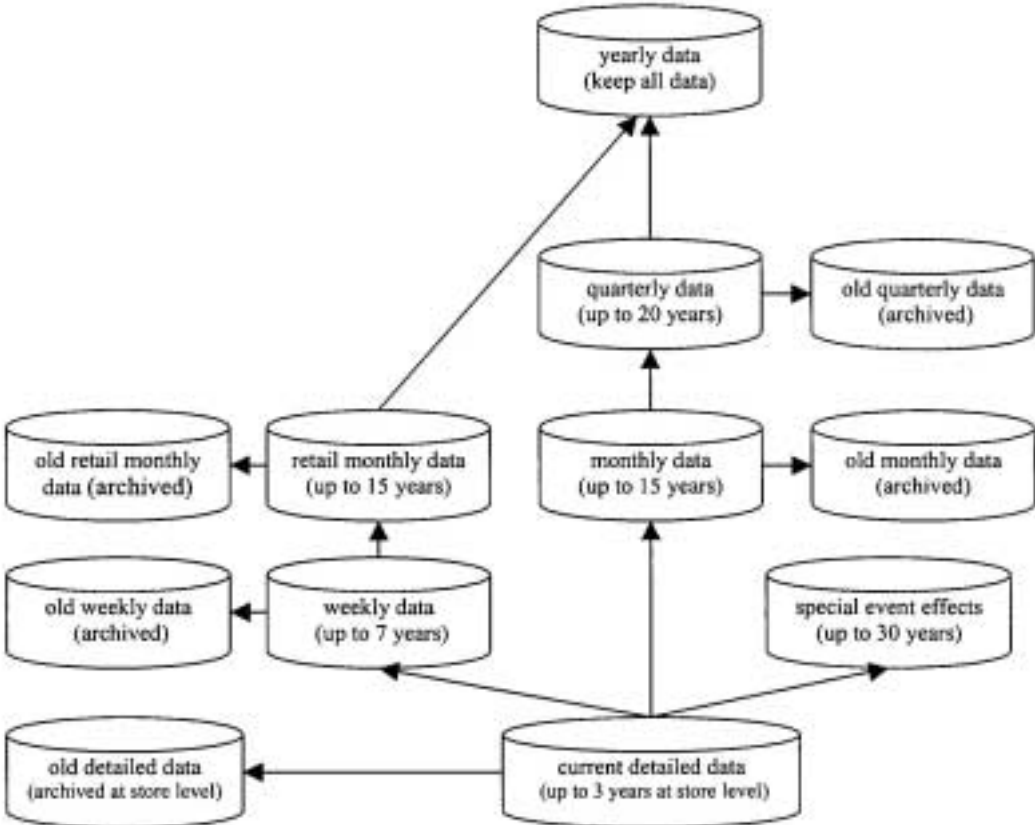 yearly data
(keep all data)
quarterly data
(up to 20 years)
old quarterly data
(archived)
old retail monthly
data (archived)
retail monthly data
(up to 15 years)
monthly data
(up to 15 years)
old monthly data
(archived)
old weekly data
(archived)
weekly data
(up to 7 years)
special event effects
(up to 30 years)
old detailed data
(archived at store level)
current detailed data
(up to 3 years at store level)